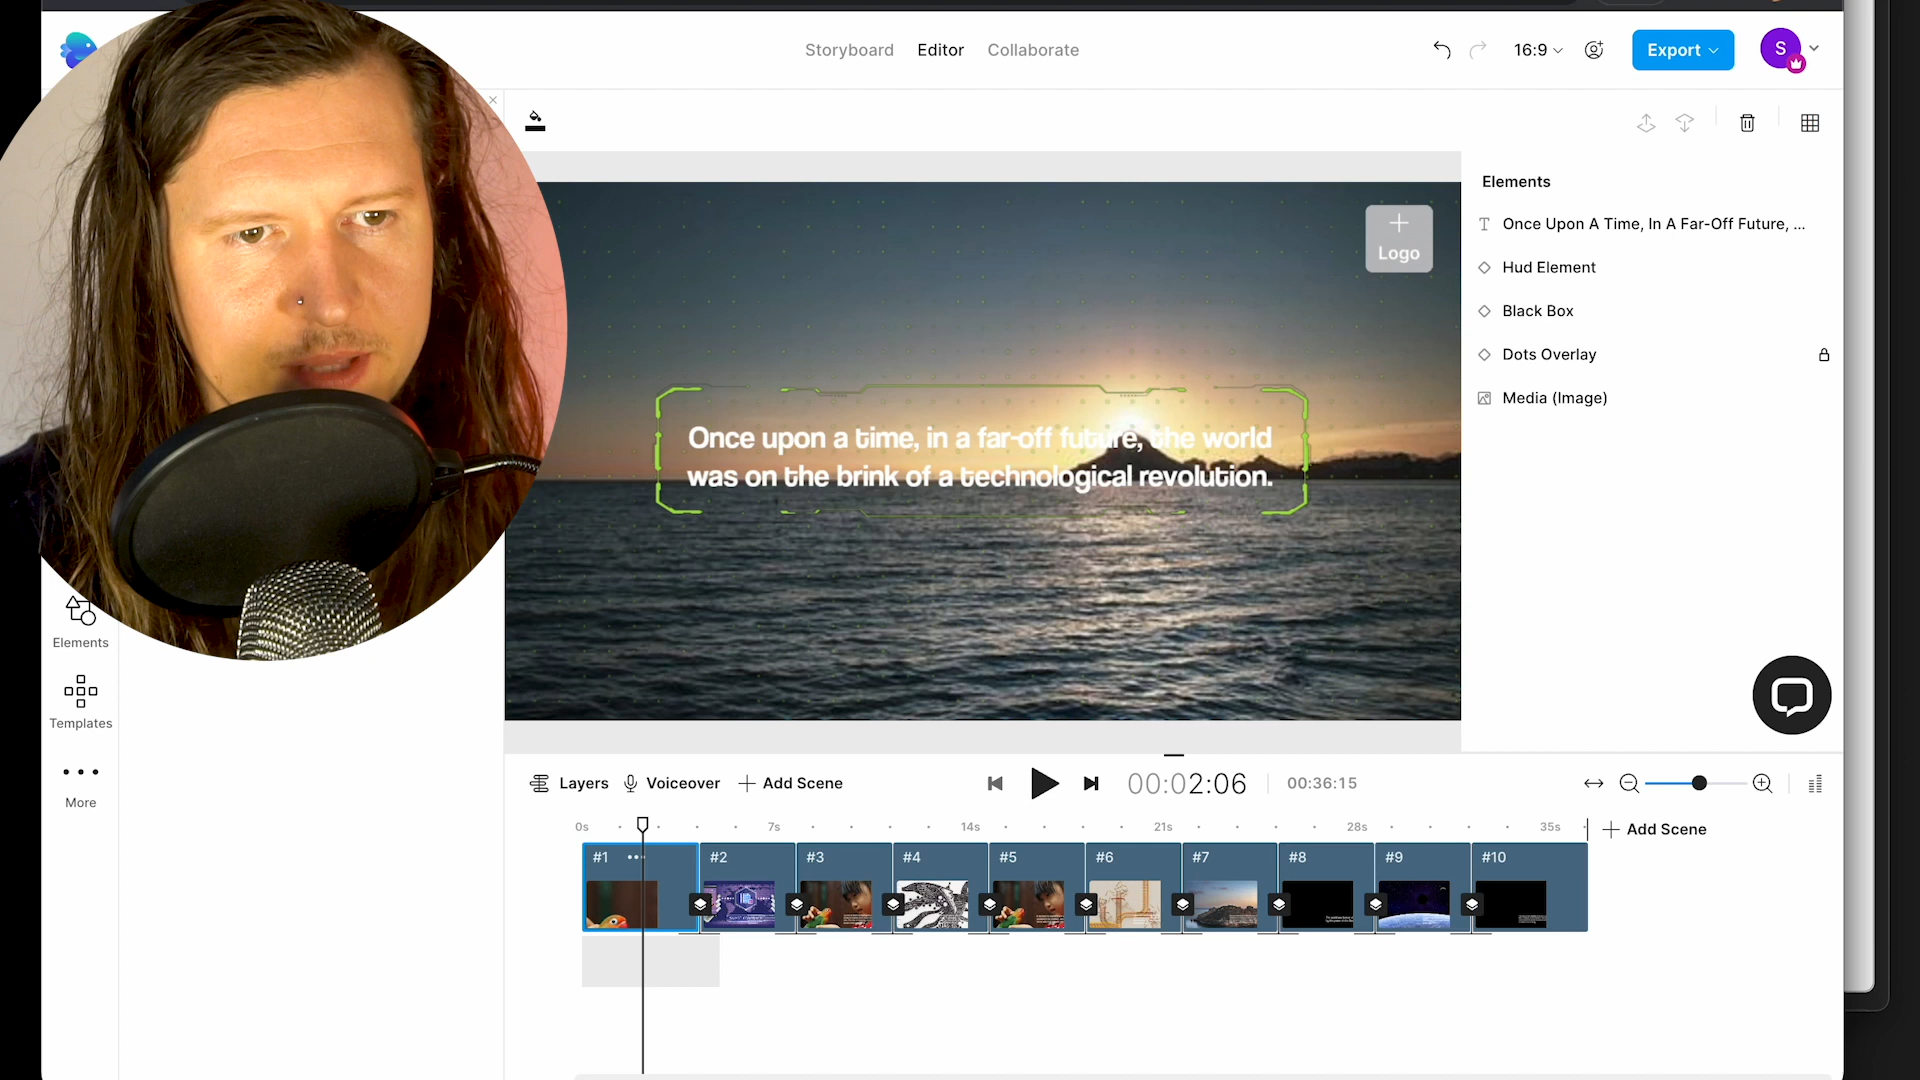 Storyboard
Editor
Collaborate
16:9
Export
S
Elements
Once Upon A Time, In A Far-Off Future, ...
Hud Element
Black Box
Dots Overlay
Media (Image)
+
Logo
Once upon a time, in a far-off future, the world
was on the brink of a technological revolution.
Elements
Templates
More
Layers
Voiceover
Add Scene
00:02:06
00:36:15
0s
7s
14s
21s
28s
35s
Add Scene
#1
#2
#3
#4
#5
#6
#7
#8
#9
#10